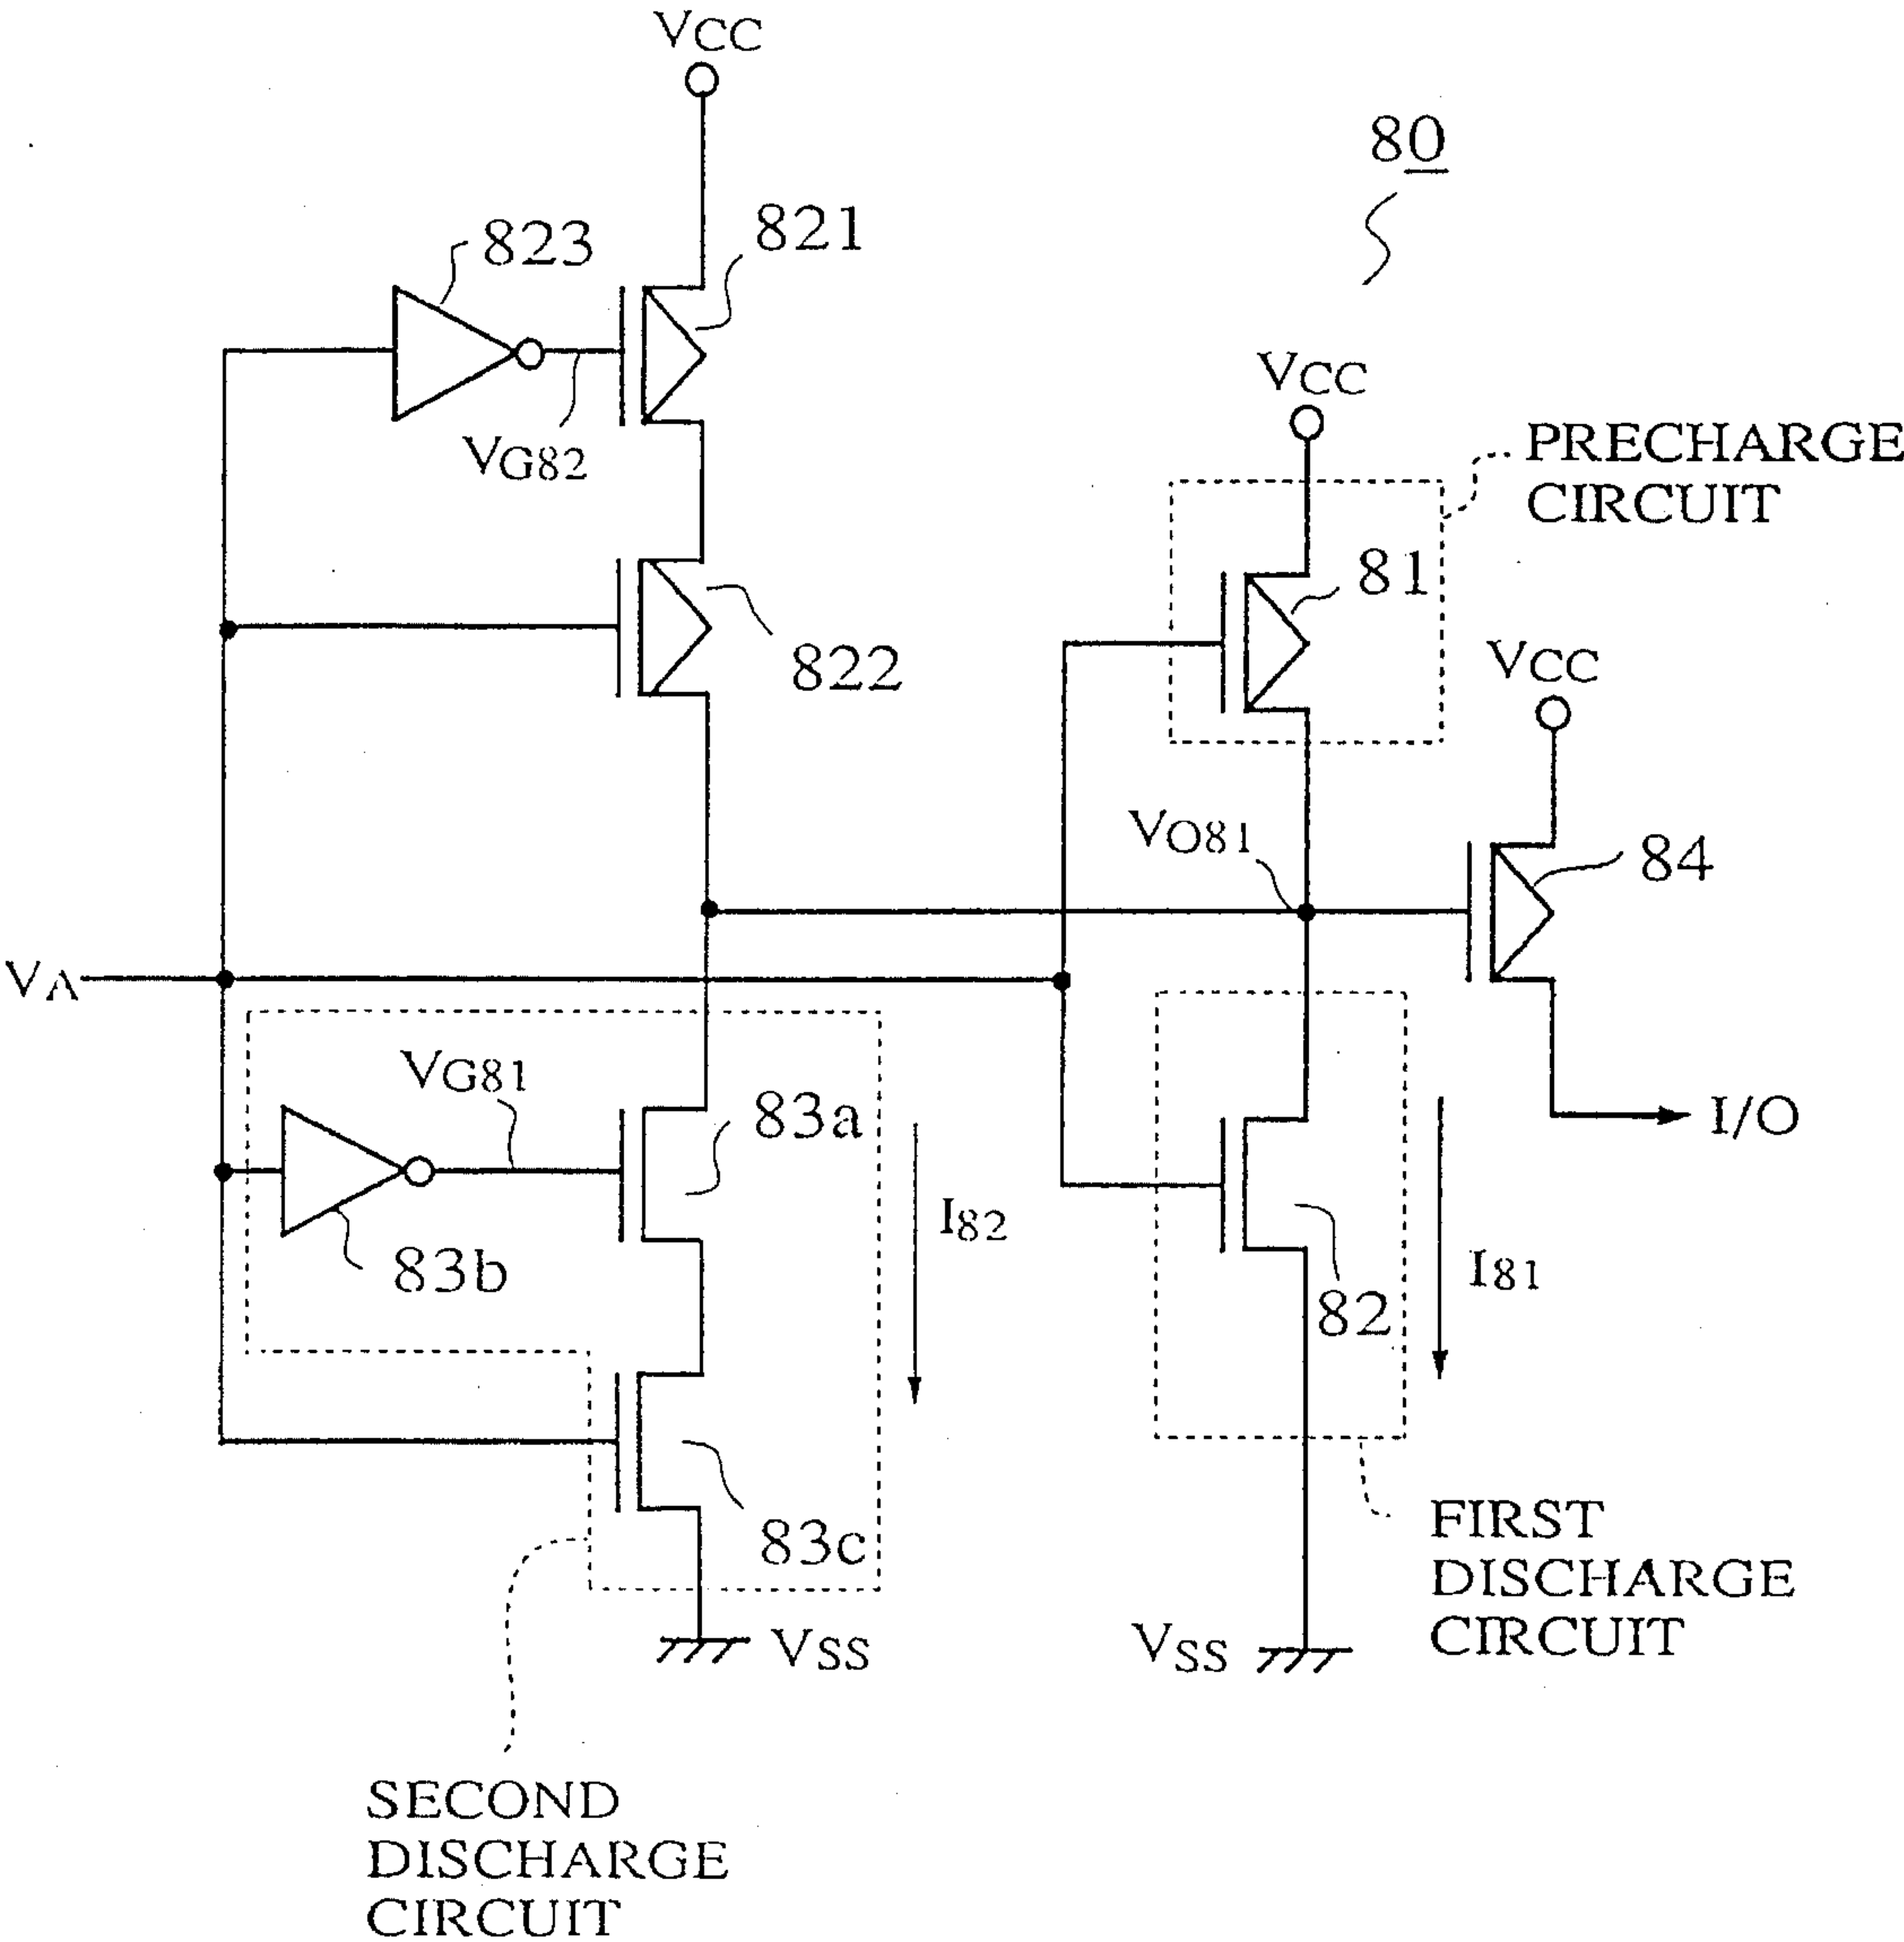 VCC
80
821
823
VCC
VG82
PRECHARGE
CIRCUIT
81
822
VCC
VO81
84
VA
VG81
83a
I/O
I82
83b
I81
82
83c
FIRST
DISCHARGE
CIRCUIT
VSS
VSS
SECOND
DISCHARGE
CIRCUIT